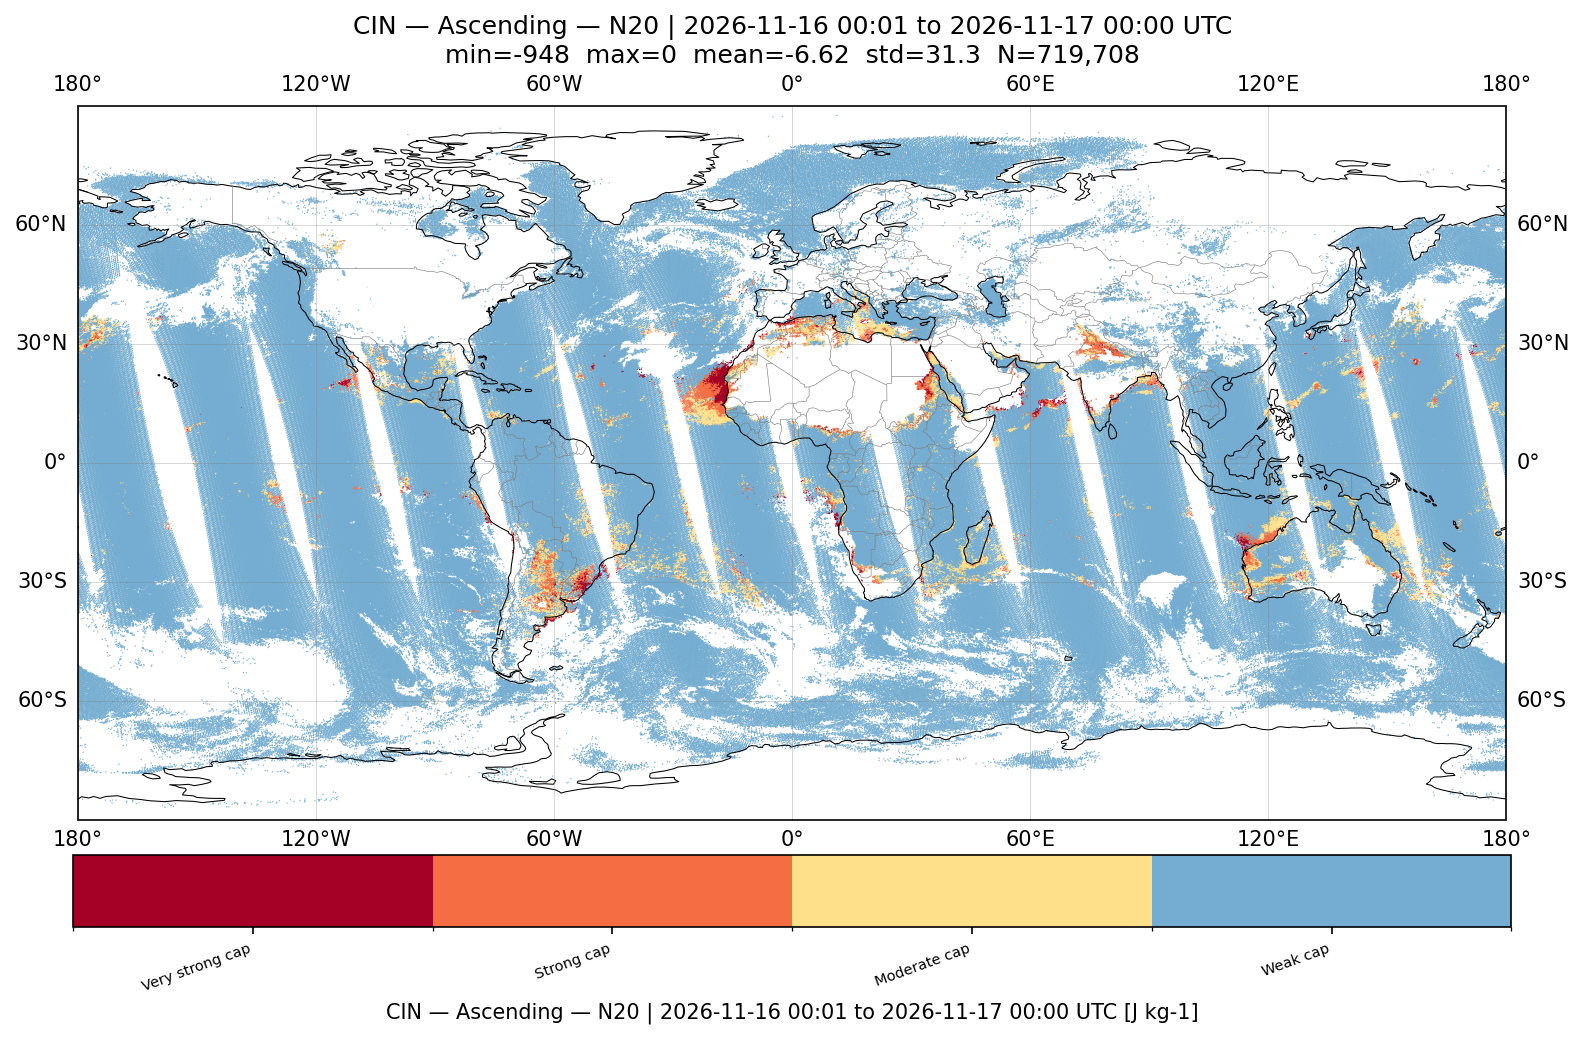 CIN — Ascending — N20 | 2026-11-16 00:01 to 2026-11-17 00:00 UTC
min=-948  max=0  mean=-6.62  std=31.3  N=719,708
180° 120°W 60°W 0° 60°E 120°E 180°
60°N 60°N
30°N 30°N
0° 0°
30°S 30°S
60°S 60°S
180° 120°W 60°W 0° 60°E 120°E 180°
Very strong cap Strong cap Moderate cap Weak cap
CIN — Ascending — N20 | 2026-11-16 00:01 to 2026-11-17 00:00 UTC [J kg-1]